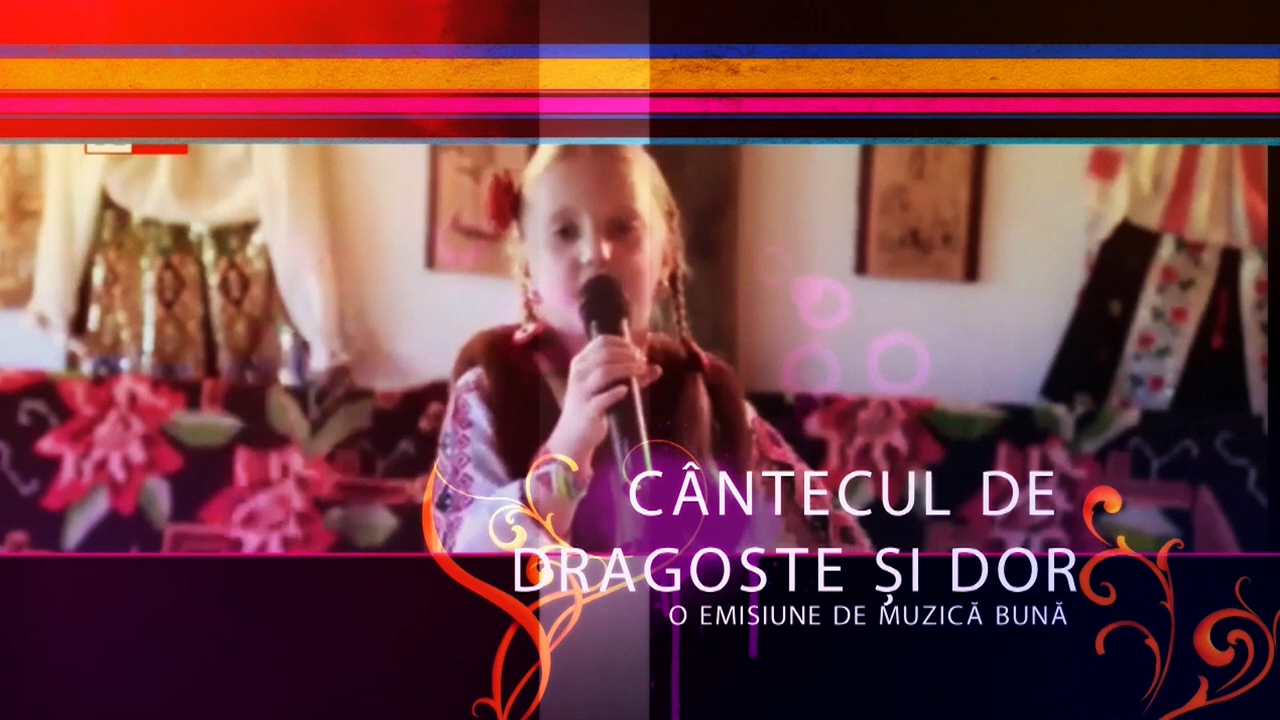 CÂNTECUL DE
DRAGOSTE ȘI DOR
O EMISIUNE DE MUZICĂ BUNĂ